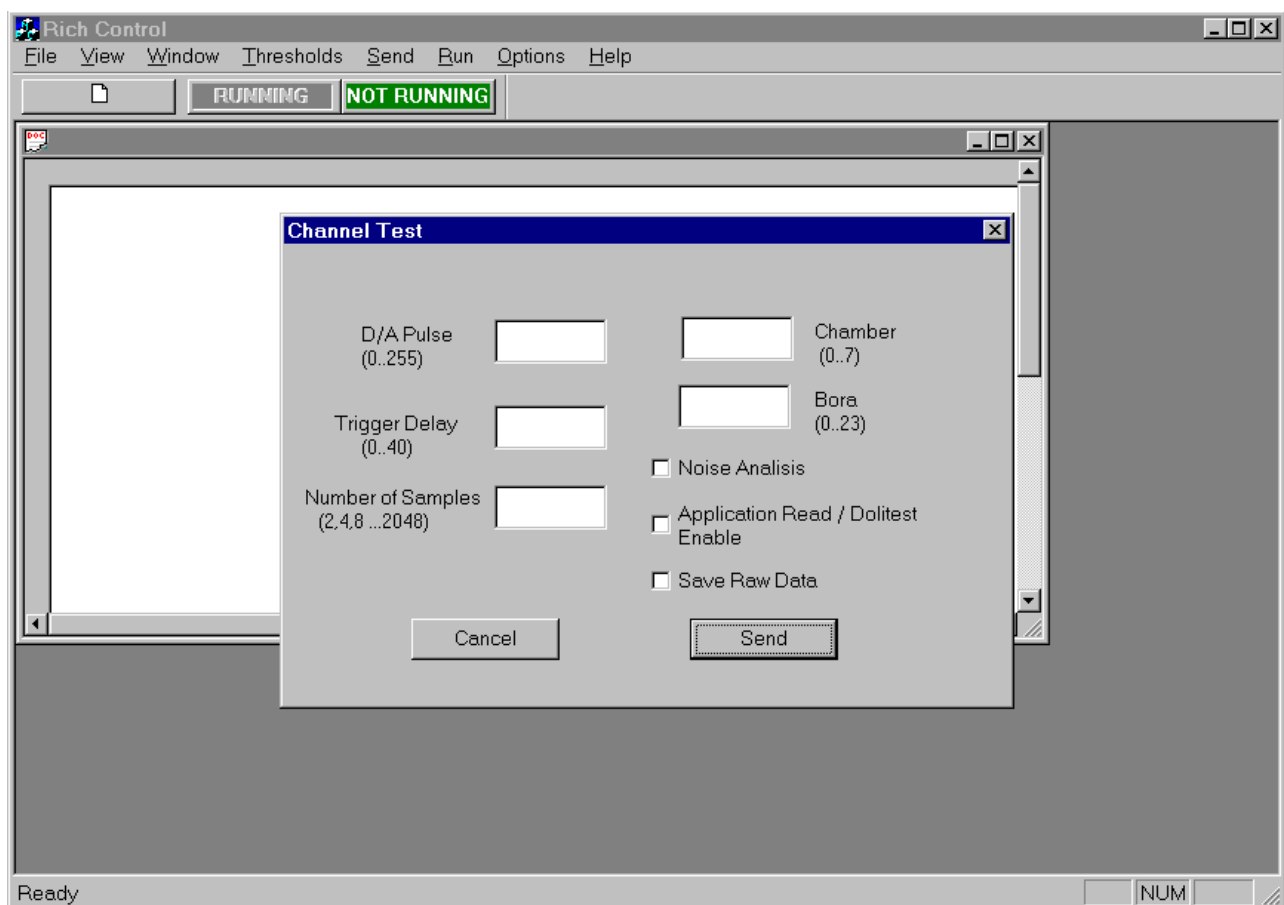 Rich Control
File View Window Thresholds Send Run Options Help
RUNNING NOT RUNNING
DOC
Channel Test
D/A Pulse
(0..255)
Chamber
(0..7)
Trigger Delay
(0..40)
Bora
(0..23)
Number of Samples
(2,4,8 ...2048)
Noise Analisis
Application Read / Dolitest
Enable
Save Raw Data
Cancel Send
Ready NUM